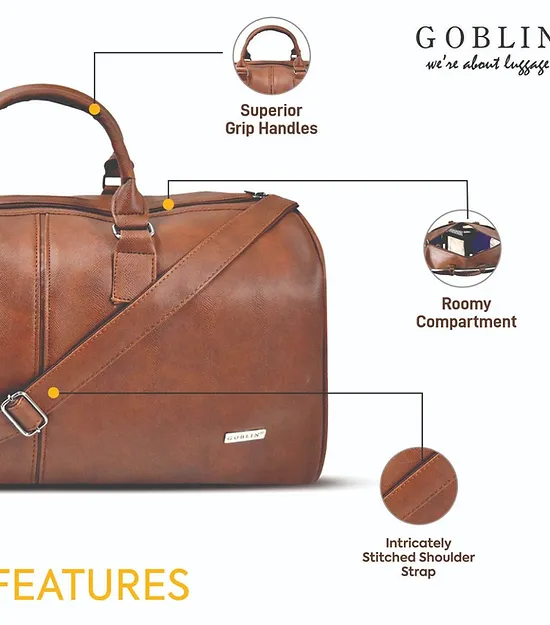 GOBLIN
we're about luggage
Superior
Grip Handles
Roomy
Compartment
GOBLIN
Intricately
Stitched Shoulder
Strap
FEATURES